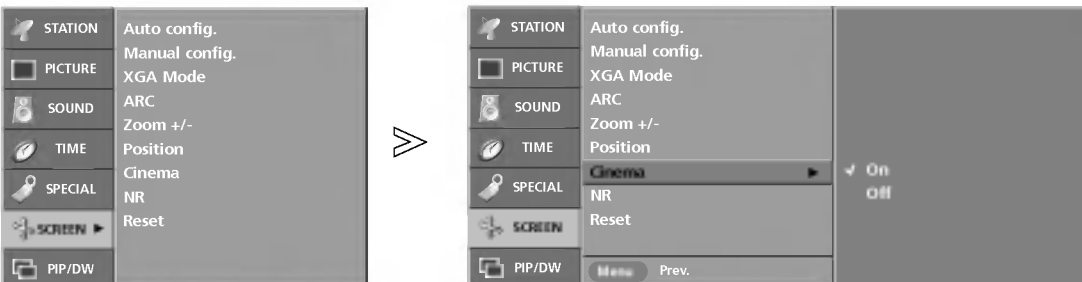 STATION
PICTURE
SOUND
TIME
SPECIAL
SCREEN
PIP/DW
Auto config.
Manual config.
XGA Mode
ARC
Zoom +/-
Position
Cinema
NR
Reset
STATION
PICTURE
SOUND
TIME
SPECIAL
SCREEN
PIP/DW
Auto config.
Manual config.
XGA Mode
ARC
Zoom +/-
Position
Cinema
NR
Reset
Menu Prev.
On
Off